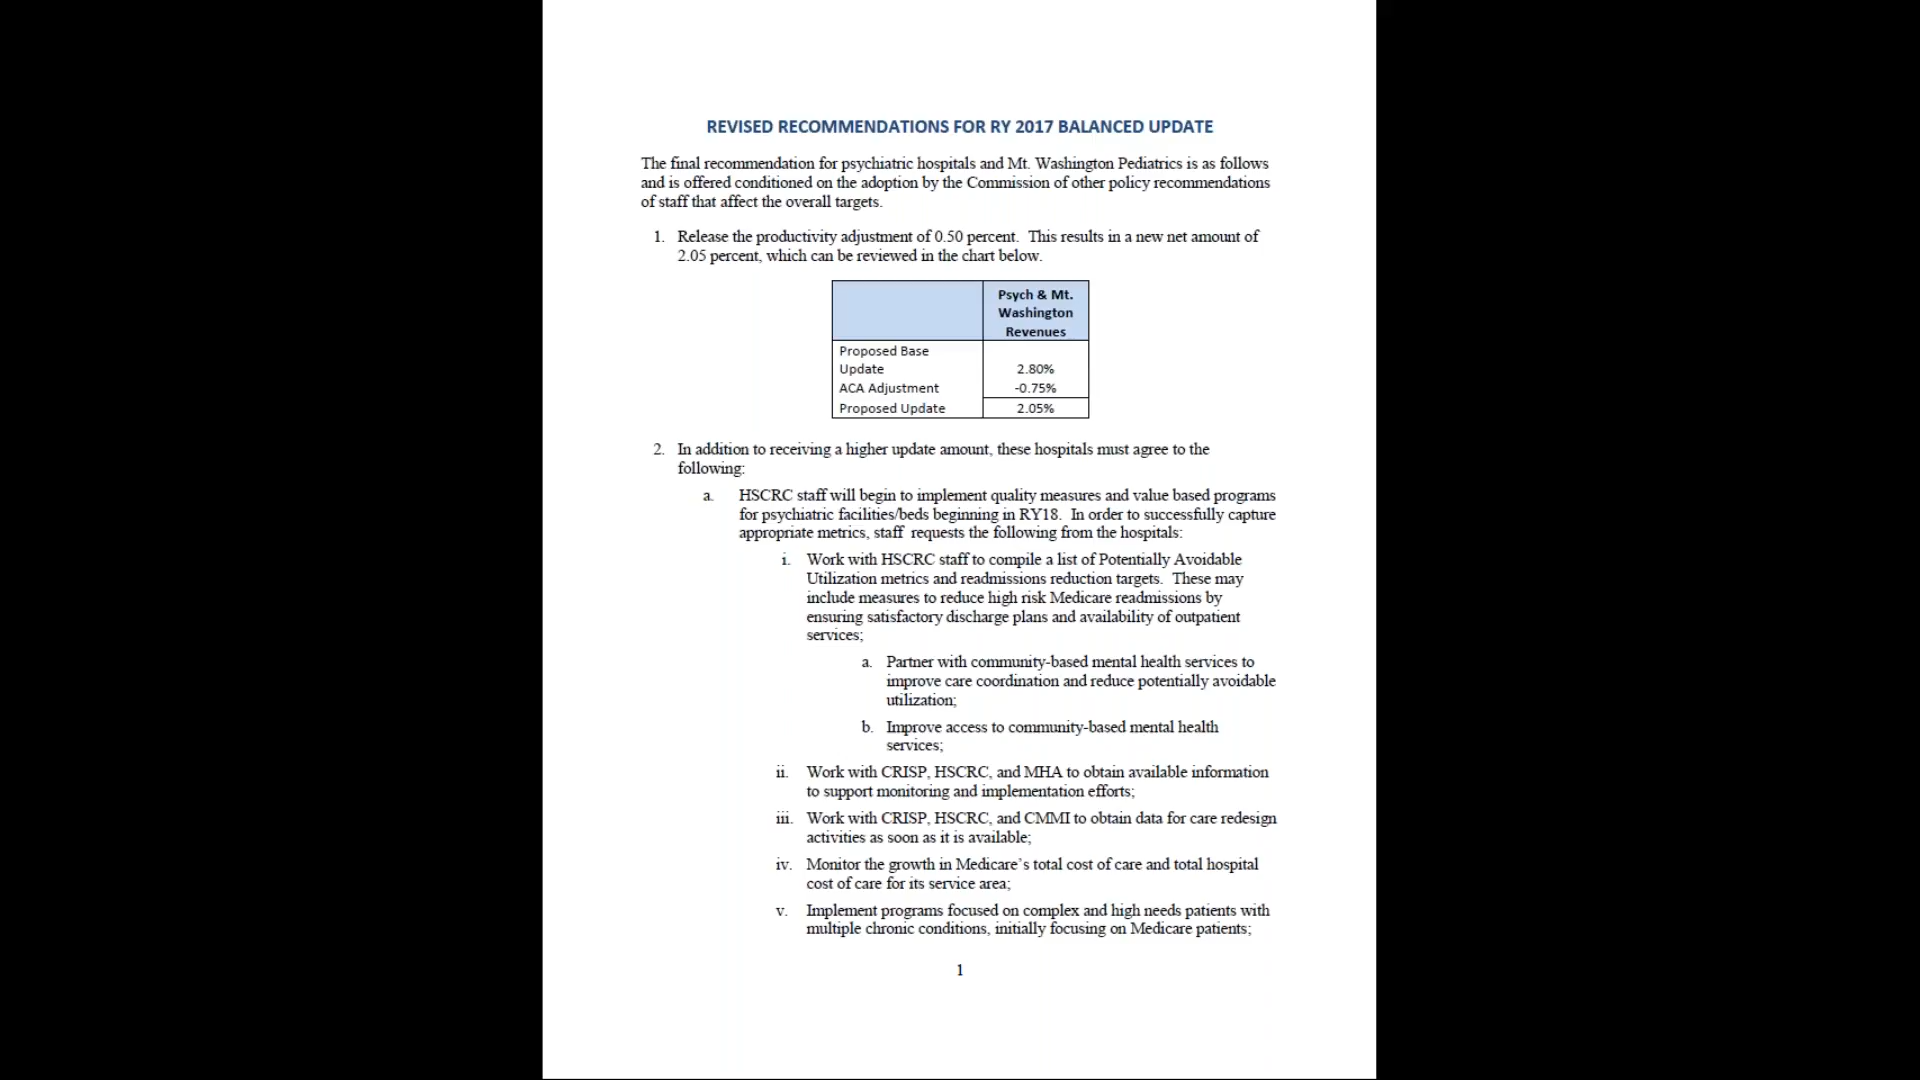 REVISED RECOMMENDATIONS FOR RY 2017 BALANCED UPDATE
The final recommendation for psychiatric hospitals and Mt. Washington Pediatrics is as follows
and is offered conditioned on the adoption by the Commission of other policy recommendations
of staff that affect the overall targets.
1. Release the productivity adjustment of 0.50 percent. This results in a new net amount of
2.05 percent, which can be reviewed in the chart below.
Psych & Mt.
Washington
Revenues
Proposed Base
Update 2.80%
ACA Adjustment -0.75%
Proposed Update 2.05%
2. In addition to receiving a higher update amount, these hospitals must agree to the
following:
a. HSCRC staff will begin to implement quality measures and value based programs
for psychiatric facilities/beds beginning in RY18. In order to successfully capture
appropriate metrics, staff requests the following from the hospitals:
i. Work with HSCRC staff to compile a list of Potentially Avoidable
Utilization metrics and readmissions reduction targets. These may
include measures to reduce high risk Medicare readmissions by
ensuring satisfactory discharge plans and availability of outpatient
services;
a. Partner with community-based mental health services to
improve care coordination and reduce potentially avoidable
utilization;
b. Improve access to community-based mental health
services;
ii. Work with CRISP, HSCRC, and MHA to obtain available information
to support monitoring and implementation efforts;
iii. Work with CRISP, HSCRC, and CMMI to obtain data for care redesign
activities as soon as it is available;
iv. Monitor the growth in Medicare's total cost of care and total hospital
cost of care for its service area;
v. Implement programs focused on complex and high needs patients with
multiple chronic conditions, initially focusing on Medicare patients;
1